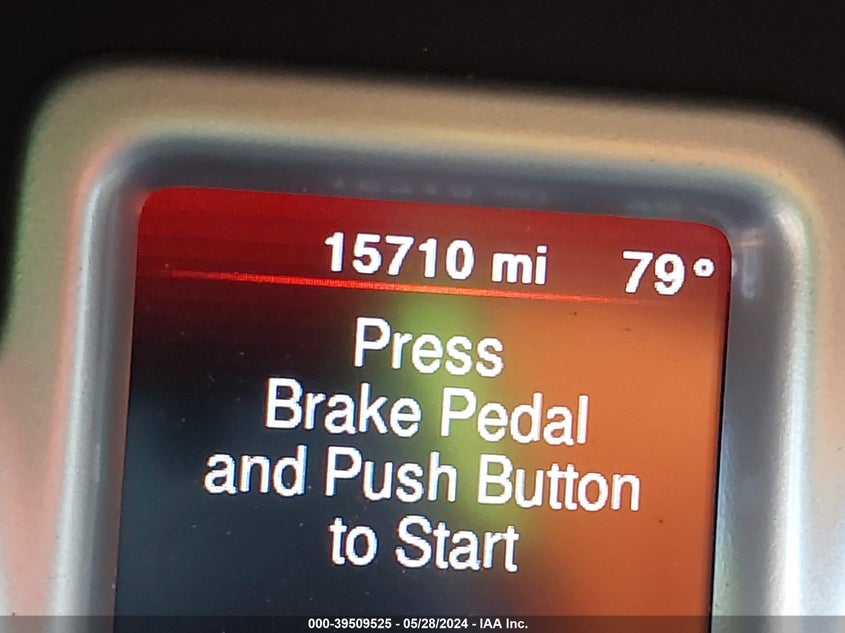 15710 mi 79°
Press
Brake Pedal
and Push Button
to Start
000-39509525 - 05/28/2024 - IAA Inc.